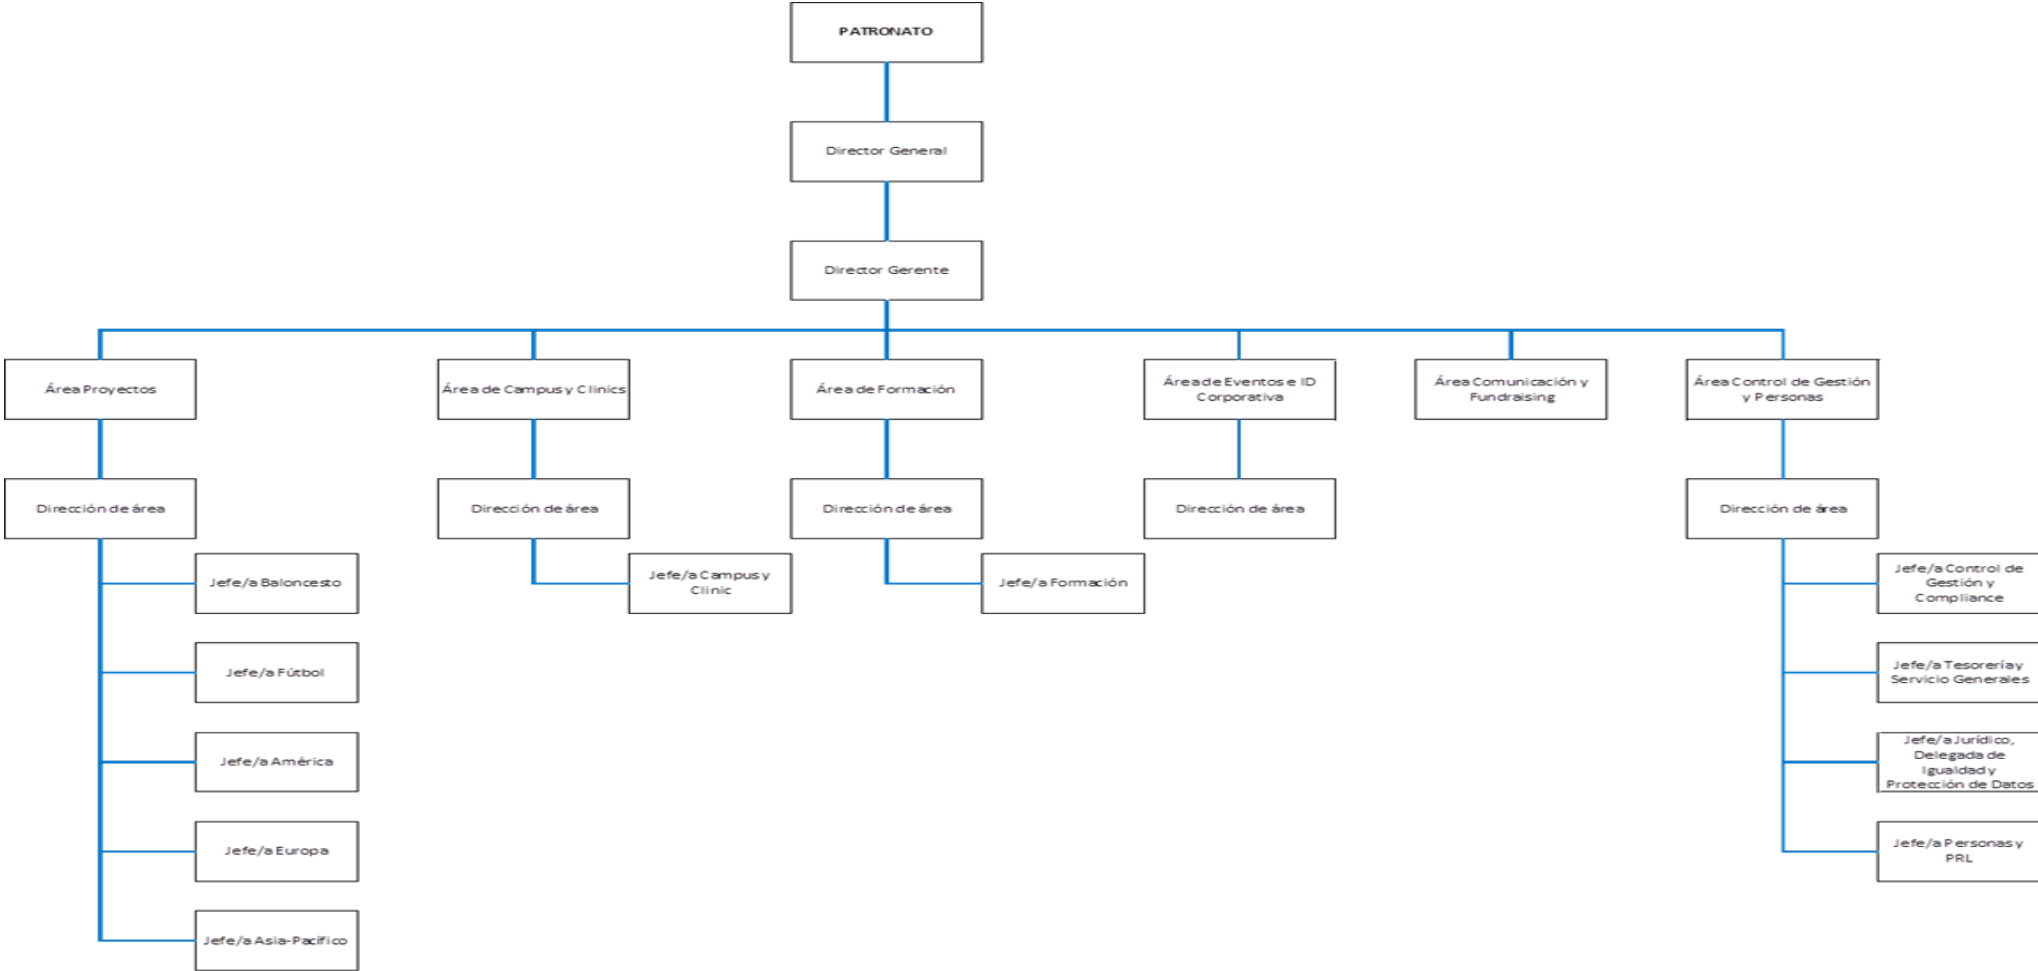 PATRONATO
Director General
Director Gerente
Área Proyectos
Área de Campus y Clinics
Área de Formación
Área de Eventos e ID
Corporativa
Área Comunicación y
Fundraising
Área Control de Gestión
y Personas
Dirección de área
Dirección de área
Dirección de área
Dirección de área
Dirección de área
Jefe/a Baloncesto
Jefe/a Fútbol
Jefe/a América
Jefe/a Europa
Jefe/a Asia-Pacífico
Jefe/a Campus y
Clinic
Jefe/a Formación
Jefe/a Control de
Gestión y
Compliance
Jefe/a Tesorería y
Servicio Generales
Jefe/a Jurídico,
Delegada de
Igualdad y
Protección de Datos
Jefe/a Personas y
PRL